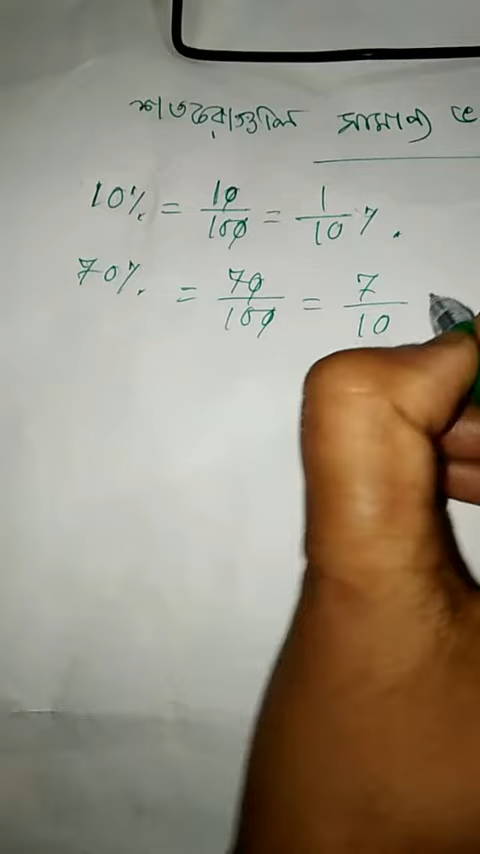 শতকরাগুলি সামান্য
10% = 10/100 = 1/10 %.
70% = 70/100 = 7/10